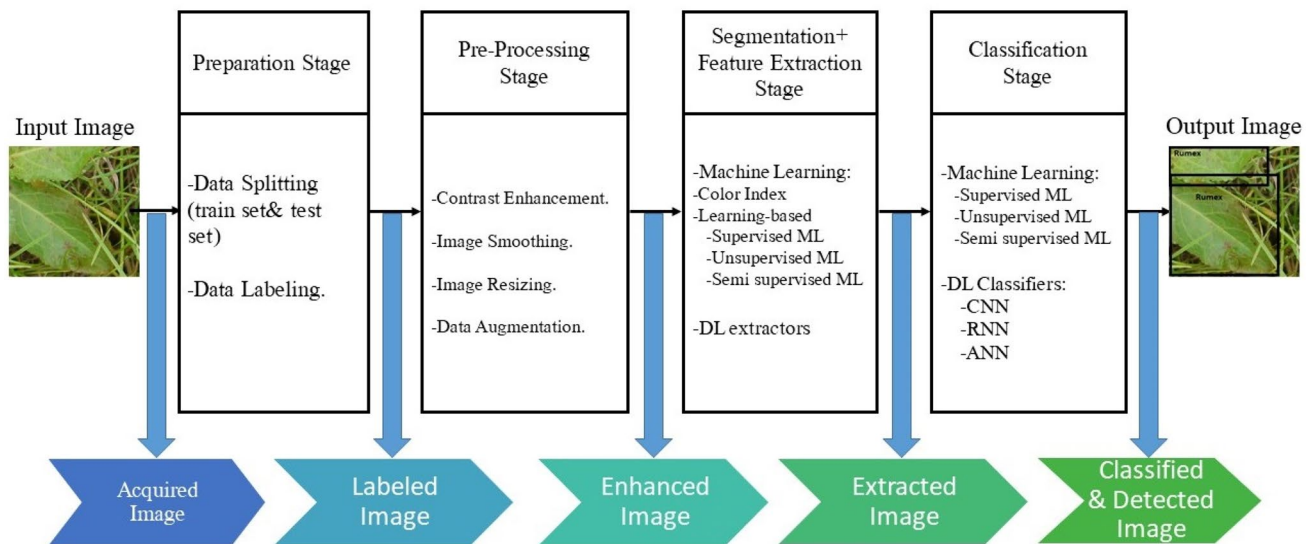 Input Image
Preparation Stage
-Data Splitting
(train set& test
set)
-Data Labeling.
Pre-Processing
Stage
-Contrast Enhancement.
-Image Smoothing.
-Image Resizing.
-Data Augmentation.
Segmentation+
Feature Extraction
Stage
-Machine Learning:
-Color Index
-Learning-based
-Supervised ML
-Unsupervised ML
-Semi supervised ML
-DL extractors
Classification
Stage
-Machine Learning:
-Supervised ML
-Unsupervised ML
-Semi supervised ML
-DL Classifiers:
-CNN
-RNN
-ANN
Output Image
Rumex
Rumex
Acquired
Image
Labeled
Image
Enhanced
Image
Extracted
Image
Classified
& Detected
Image